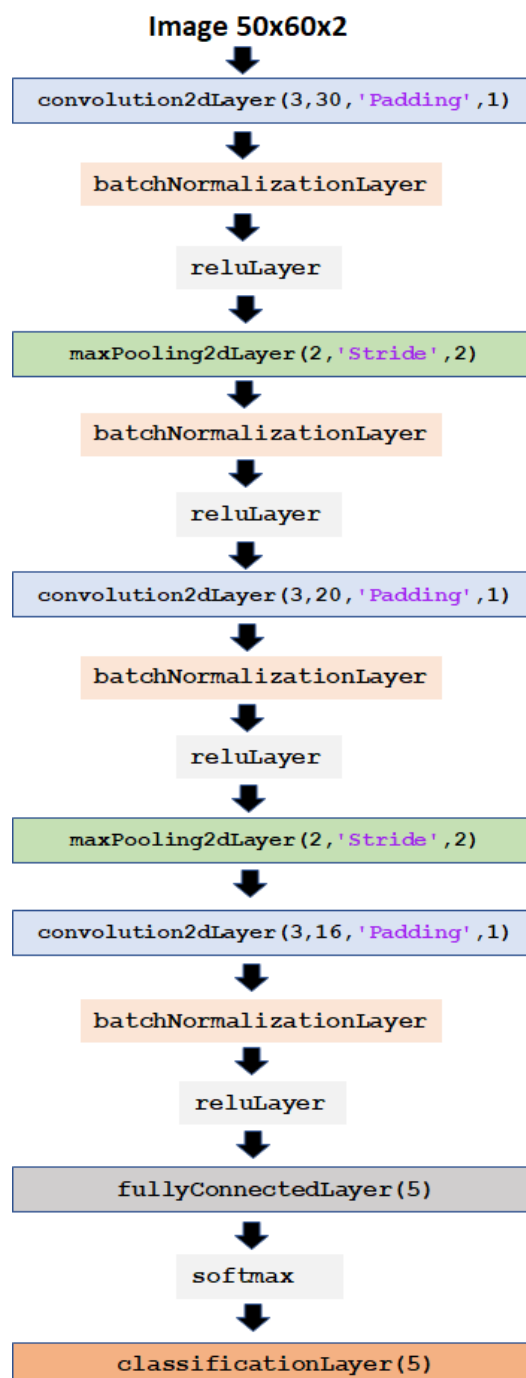 Image 50x60x2
convolution2dLayer(3,30,'Padding',1)
batchNormalizationLayer
reluLayer
maxPooling2dLayer(2,'Stride',2)
batchNormalizationLayer
reluLayer
convolution2dLayer(3,20,'Padding',1)
batchNormalizationLayer
reluLayer
maxPooling2dLayer(2,'Stride',2)
convolution2dLayer(3,16,'Padding',1)
batchNormalizationLayer
reluLayer
fullyConnectedLayer(5)
softmax
classificationLayer(5)